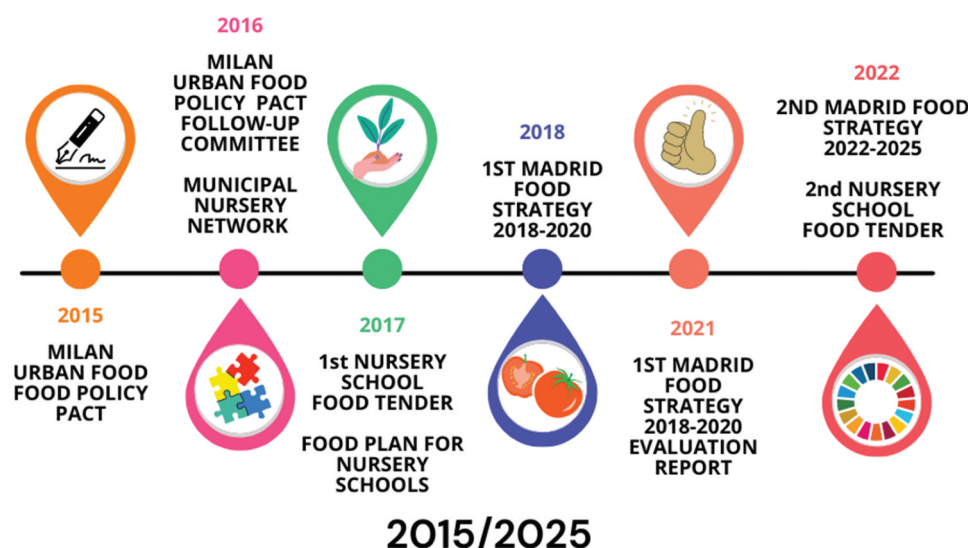 2015
MILAN
URBAN FOOD
FOOD POLICY
PACT
2016
MILAN
URBAN FOOD
POLICY PACT
FOLLOW-UP
COMMITTEE
MUNICIPAL
NURSERY
NETWORK
2017
1st NURSERY
SCHOOL
FOOD TENDER
FOOD PLAN FOR
NURSERY
SCHOOLS
2018
1ST MADRID
FOOD
STRATEGY
2018-2020
2021
1ST MADRID
FOOD
STRATEGY
2018-2020
EVALUATION
REPORT
2022
2ND MADRID FOOD
STRATEGY
2022-2025
2nd NURSERY
SCHOOL
FOOD TENDER
2015/2025